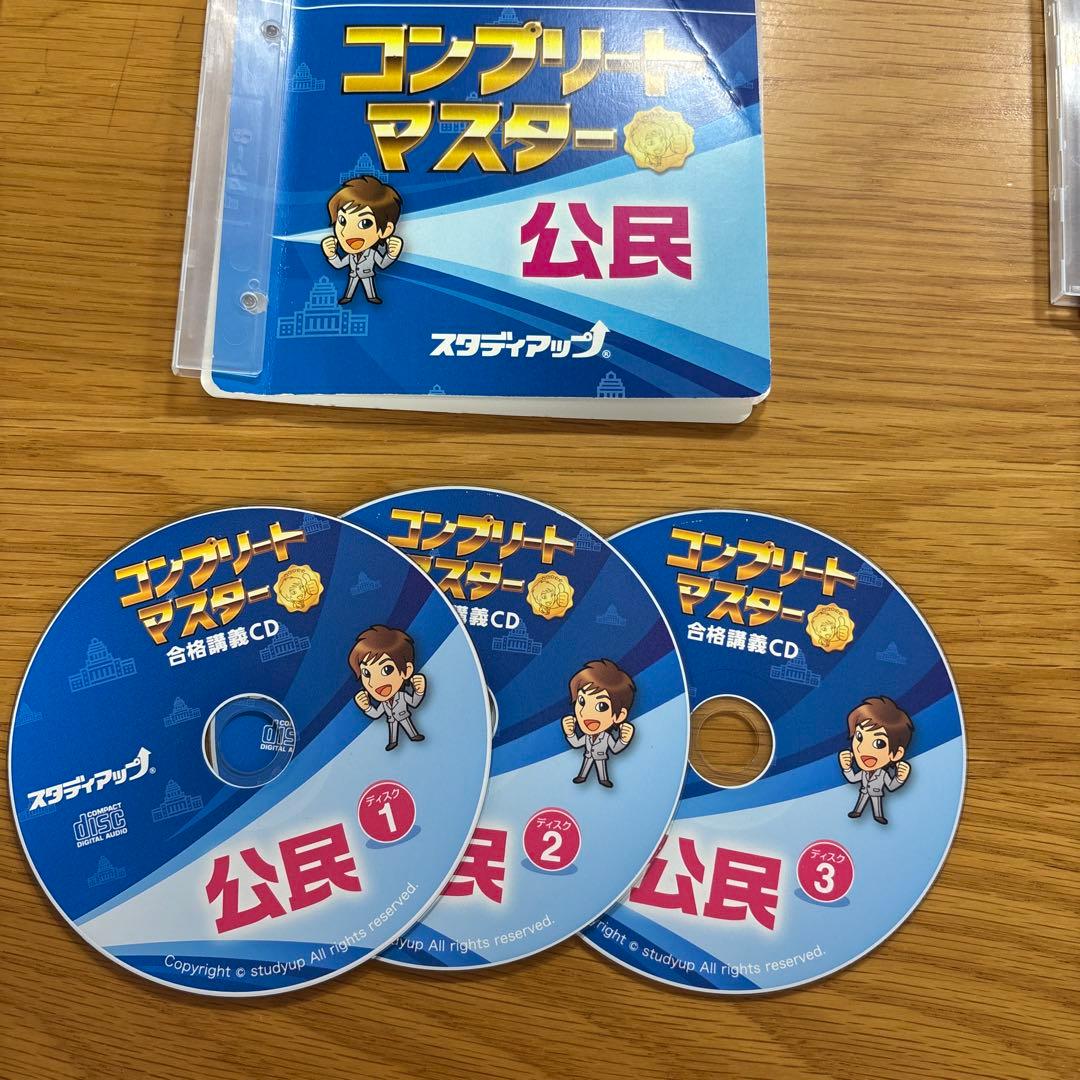 コンプリート
マスター
公民
スタディアップ®
コンプリート
マスター
合格講義CD
スタディアップ®
COMPACT
disc
DIGITAL AUDIO
ディスク
1
公民
Copyright © studyup All rights reserved.
コンプリート
マスター
義CD
ディスク
2
民
dyup All rights reserved.
コンプリート
マスター
合格講義CD
ディスク
3
公民
right © studyup All rights reserved.